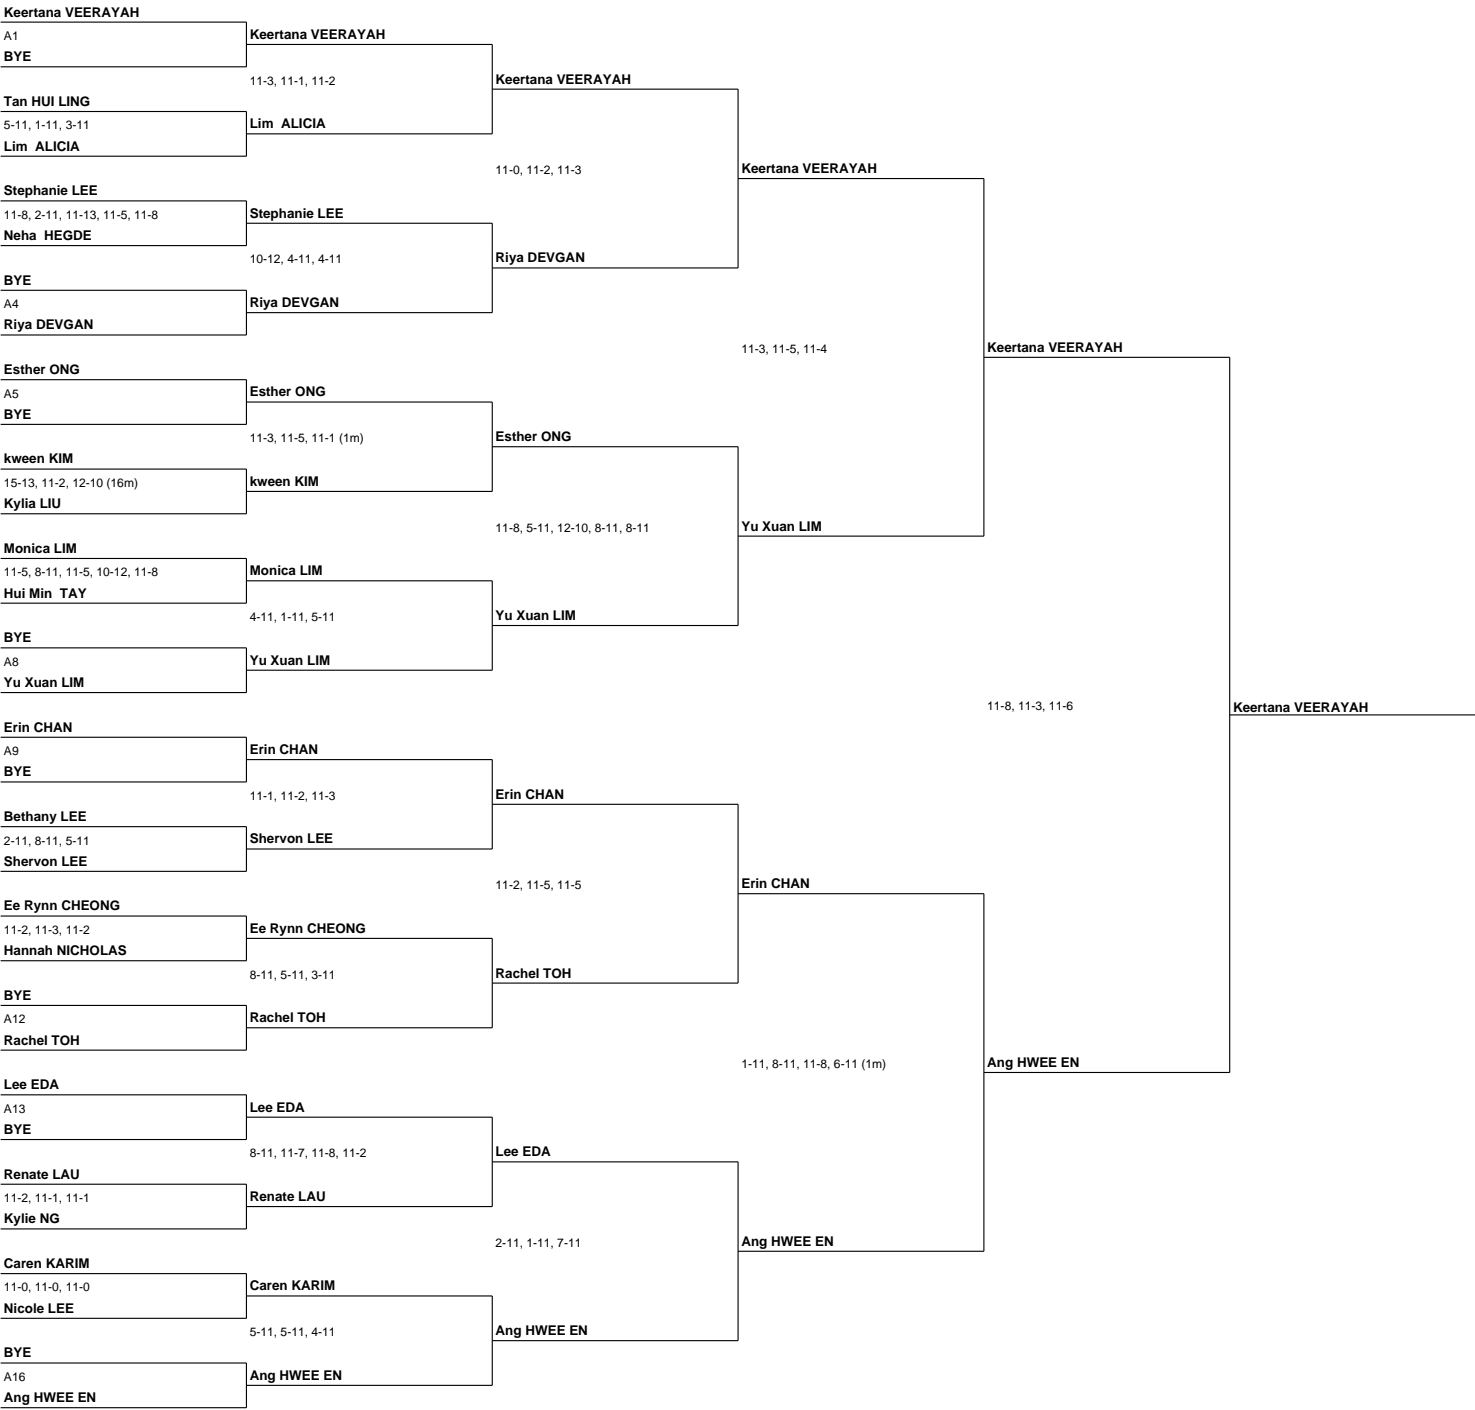 Keertana VEERAYAH
A1
BYE
Tan HUI LING
5-11, 1-11, 3-11
Lim  ALICIA
Stephanie LEE
11-8, 2-11, 11-13, 11-5, 11-8
Neha  HEGDE
BYE
A4
Riya DEVGAN
Esther ONG
A5
BYE
kween KIM
15-13, 11-2, 12-10 (16m)
Kylia LIU
Monica LIM
11-5, 8-11, 11-5, 10-12, 11-8
Hui Min  TAY
BYE
A8
Yu Xuan LIM
Erin CHAN
A9
BYE
Bethany LEE
2-11, 8-11, 5-11
Shervon LEE
Ee Rynn CHEONG
11-2, 11-3, 11-2
Hannah NICHOLAS
BYE
A12
Rachel TOH
Lee EDA
A13
BYE
Renate LAU
11-2, 11-1, 11-1
Kylie NG
Caren KARIM
11-0, 11-0, 11-0
Nicole LEE
BYE
A16
Ang HWEE EN
Keertana VEERAYAH
11-3, 11-1, 11-2
Lim  ALICIA
Stephanie LEE
10-12, 4-11, 4-11
Riya DEVGAN
Esther ONG
11-3, 11-5, 11-1 (1m)
kween KIM
Monica LIM
4-11, 1-11, 5-11
Yu Xuan LIM
Erin CHAN
11-1, 11-2, 11-3
Shervon LEE
Ee Rynn CHEONG
8-11, 5-11, 3-11
Rachel TOH
Lee EDA
8-11, 11-7, 11-8, 11-2
Renate LAU
Caren KARIM
5-11, 5-11, 4-11
Ang HWEE EN
Keertana VEERAYAH
11-0, 11-2, 11-3
Riya DEVGAN
Esther ONG
11-8, 5-11, 12-10, 8-11, 8-11
Yu Xuan LIM
Erin CHAN
11-2, 11-5, 11-5
Rachel TOH
Lee EDA
2-11, 1-11, 7-11
Ang HWEE EN
Keertana VEERAYAH
11-3, 11-5, 11-4
Yu Xuan LIM
Erin CHAN
1-11, 8-11, 11-8, 6-11 (1m)
Ang HWEE EN
Keertana VEERAYAH
11-8, 11-3, 11-6
Ang HWEE EN
Keertana VEERAYAH